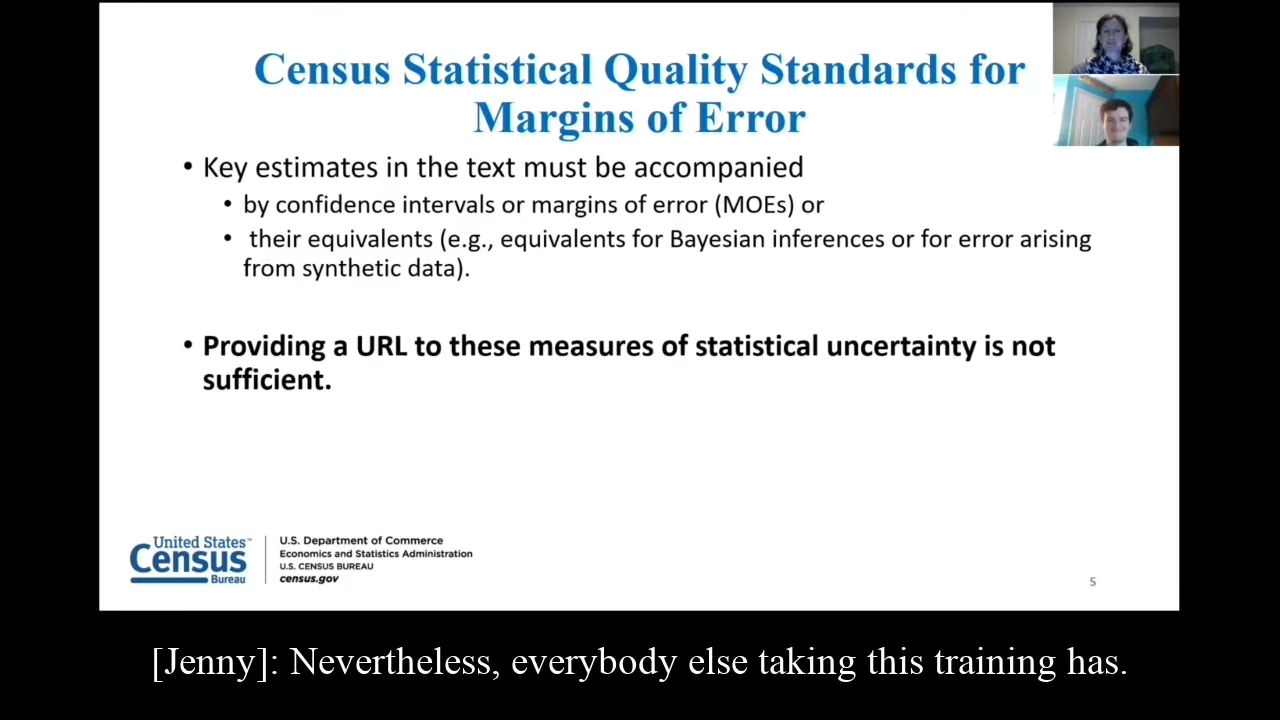 Census Statistical Quality Standards for
Margins of Error
• Key estimates in the text must be accompanied
• by confidence intervals or margins of error (MOEs) or
• their equivalents (e.g., equivalents for Bayesian inferences or for error arising
from synthetic data).
• Providing a URL to these measures of statistical uncertainty is not
sufficient.
United States™
Census
Bureau
U.S. Department of Commerce
Economics and Statistics Administration
U.S. CENSUS BUREAU
census.gov
5
[Jenny]: Nevertheless, everybody else taking this training has.